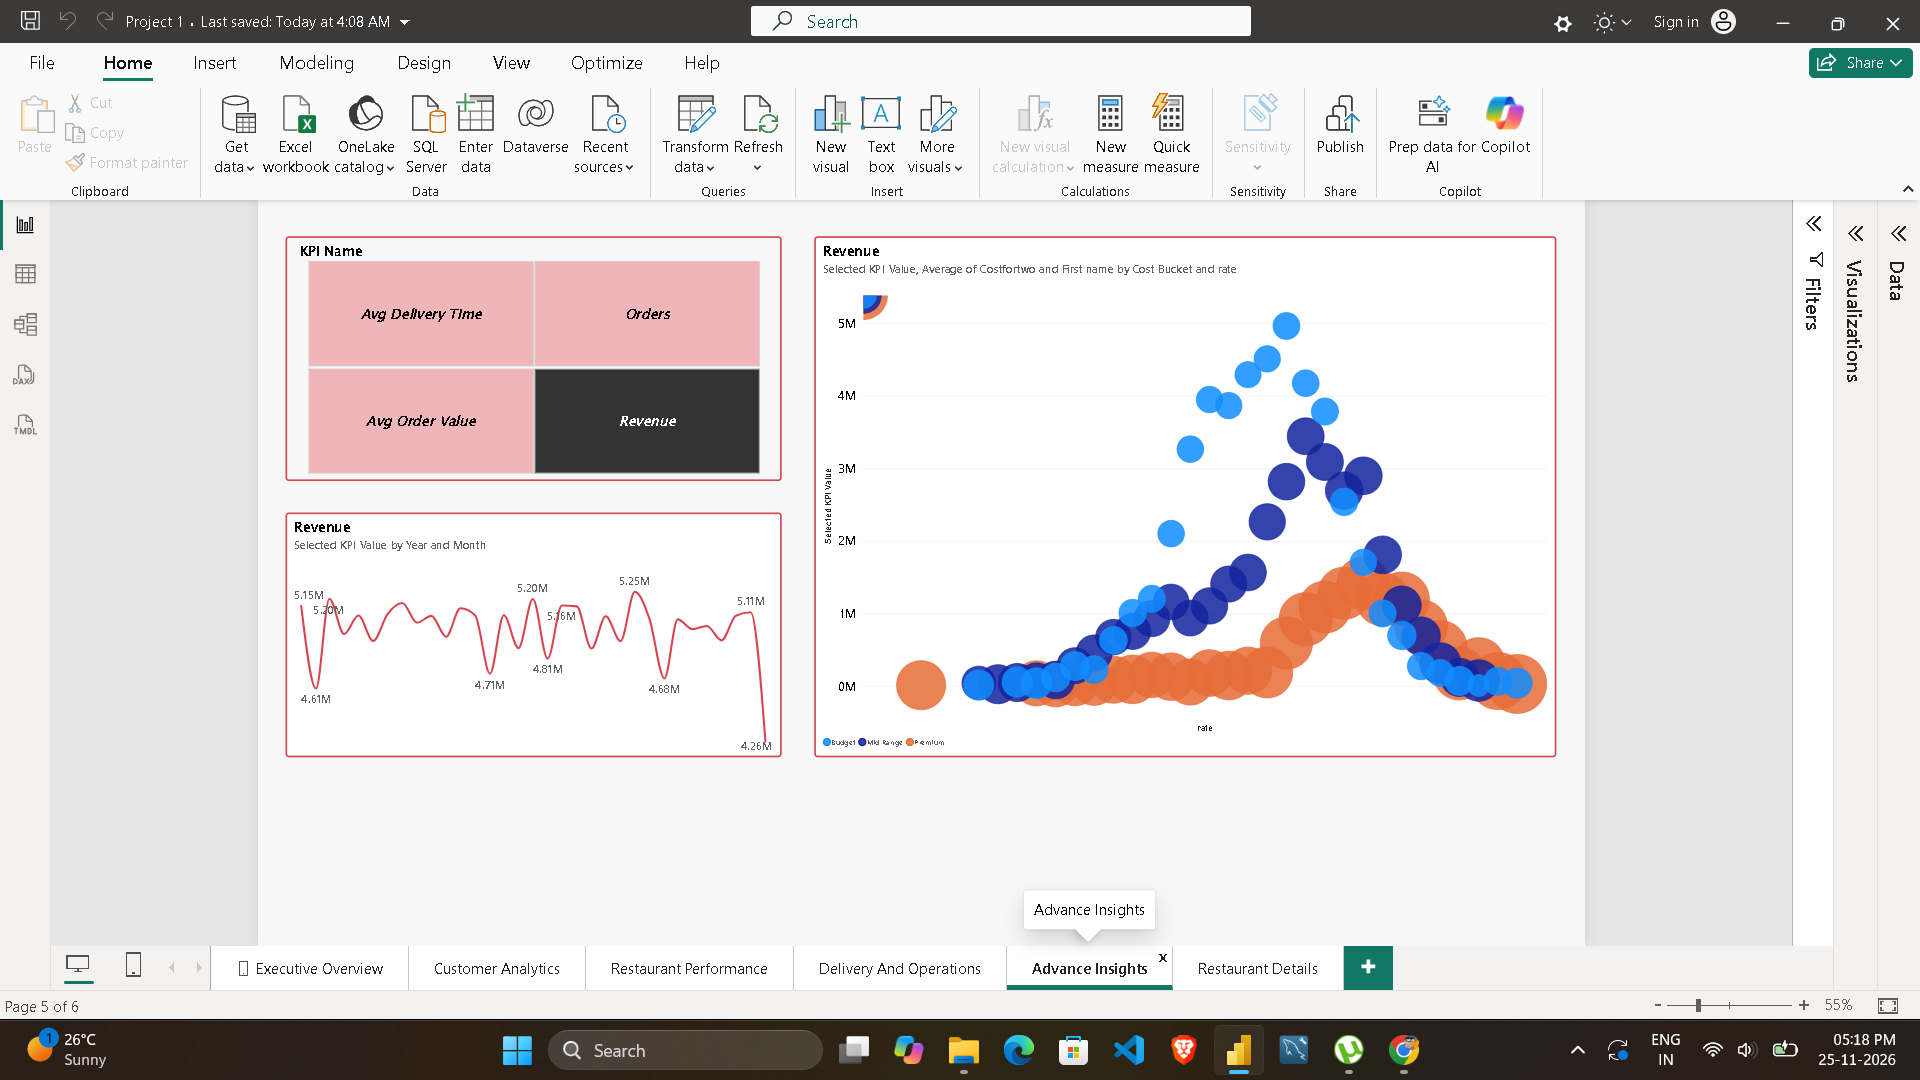 Project 1 • Last saved: Today at 4:08 AM
Search
Sign in
File
Home
Insert
Modeling
Design
View
Optimize
Help
Share
Paste
Cut
Copy
Format painter
Clipboard
Get data
Excel workbook
OneLake catalog
SQL Server
Enter data
Dataverse
Recent sources
Data
Transform data
Refresh
Queries
New visual
Text box
More visuals
Insert
New visual calculation
New measure
Quick measure
Calculations
Sensitivity
Sensitivity
Publish
Share
Prep data for AI
Copilot
Copilot
DAX
TMDL
KPI Name
Avg Delivery Time
Orders
Avg Order Value
Revenue
Revenue
Selected KPI Value by Year and Month
5.15M
5.20M
4.61M
4.71M
5.20M
5.16M
4.81M
5.25M
4.68M
5.11M
4.26M
Revenue
Selected KPI Value, Average of Costfortwo and First name by Cost Bucket and rate
5M
4M
3M
2M
1M
0M
Selected KPI Value
rate
Budget
Mid Range
Premium
Filters
Visualizations
Data
Advance Insights
Executive Overview
Customer Analytics
Restaurant Performance
Delivery And Operations
Advance Insights
x
Restaurant Details
Page 5 of 6
55%
1
26°C
Sunny
Search
ENG
IN
05:18 PM
25-11-2026